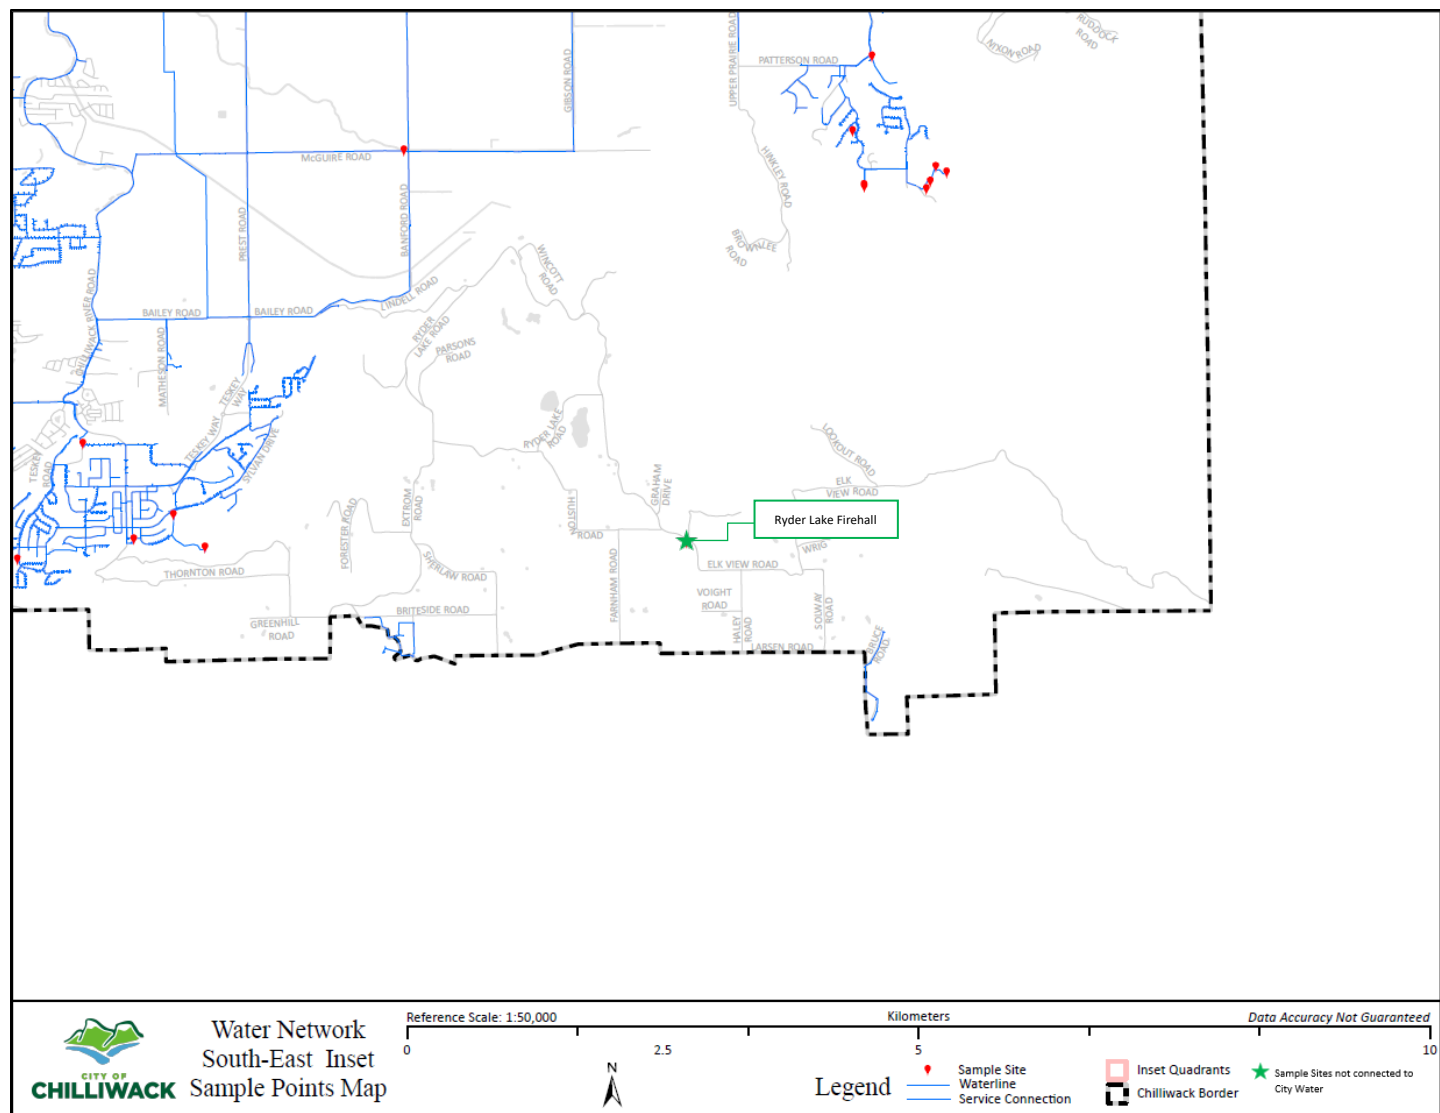 RUDDOCK
ROAD
NIXON ROAD
UPPER PRAIRIE ROAD
PATTERSON ROAD
GIBSON ROAD
McGUIRE ROAD
HINKLEY ROAD
BANFORD ROAD
PREST ROAD
BROWNLEE
ROAD
WINCOTT
ROAD
CHILLIWACK RIVER ROAD
LINDELL ROAD
BAILEY ROAD
BAILEY ROAD
RYDER
LAKE ROAD
PARSONS
ROAD
MATHESON ROAD
TESKEY
WAY
TESKEY WAY
RYDER LAKE
ROAD
LOOKOUT ROAD
SYLVAN DRIVE
TESKEY
ROAD
GRAHAM
DRIVE
ELK
VIEW ROAD
EXTROM
ROAD
FORESTER ROAD
HUSTON
ROAD
Ryder Lake Firehall
WRIG
THORNTON ROAD
SHERLAW ROAD
FARNHAM ROAD
ELK VIEW ROAD
VOIGHT
ROAD
HALEY
ROAD
SOLWAY
ROAD
BRITESIDE ROAD
GREENHILL
ROAD
LARSEN ROAD
BRUCE
ROAD
CITY OF
CHILLIWACK
Water Network
South-East Inset
Sample Points Map
Reference Scale: 1:50,000
Kilometers
Data Accuracy Not Guaranteed
0
2.5
5
10
N
Legend
Sample Site
Waterline
Service Connection
Inset Quadrants
Chilliwack Border
Sample Sites not connected to
City Water